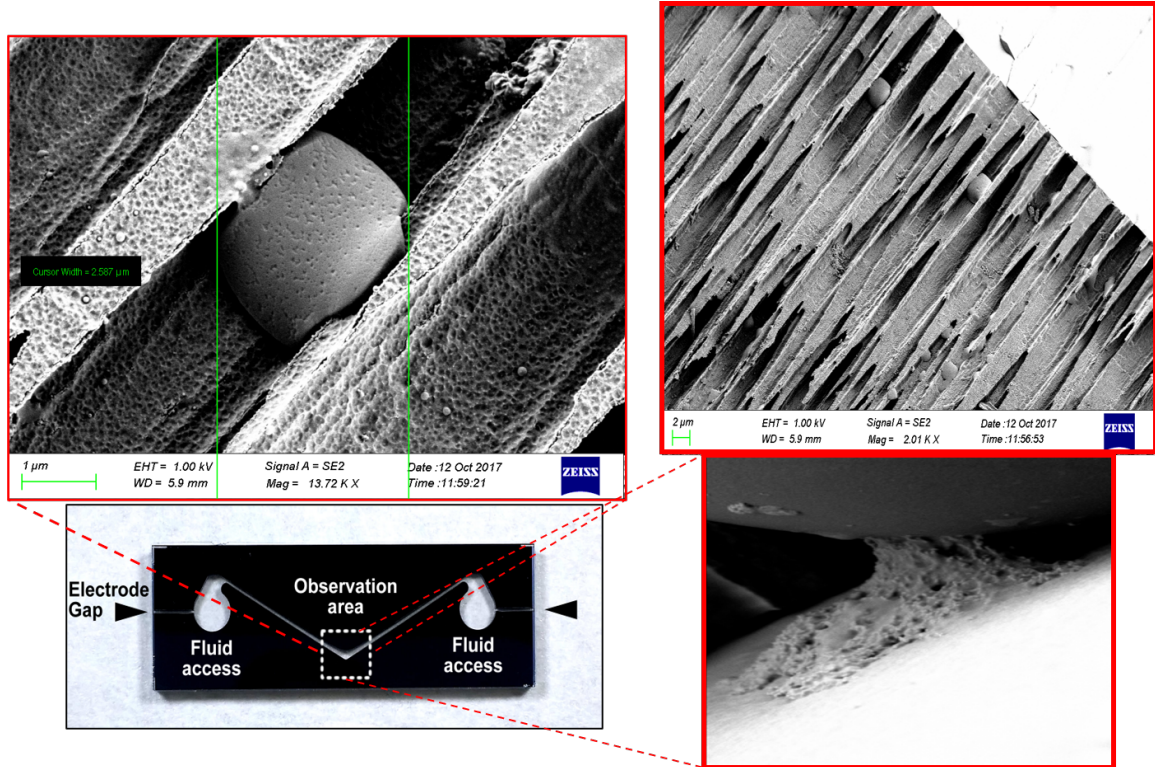 Cursor Width = 2.587 µm
1 µm
EHT = 1.00 kV
Signal A = SE2
Date :12 Oct 2017
WD = 5.9 mm
Mag = 13.72 K X
Time :11:59:21
ZEISS
2 µm
EHT = 1.00 kV
Signal A = SE2
Date :12 Oct 2017
WD = 5.9 mm
Mag = 2.01 K X
Time :11:56:53
ZEISS
Electrode
Gap
Observation
area
Fluid
access
Fluid
access